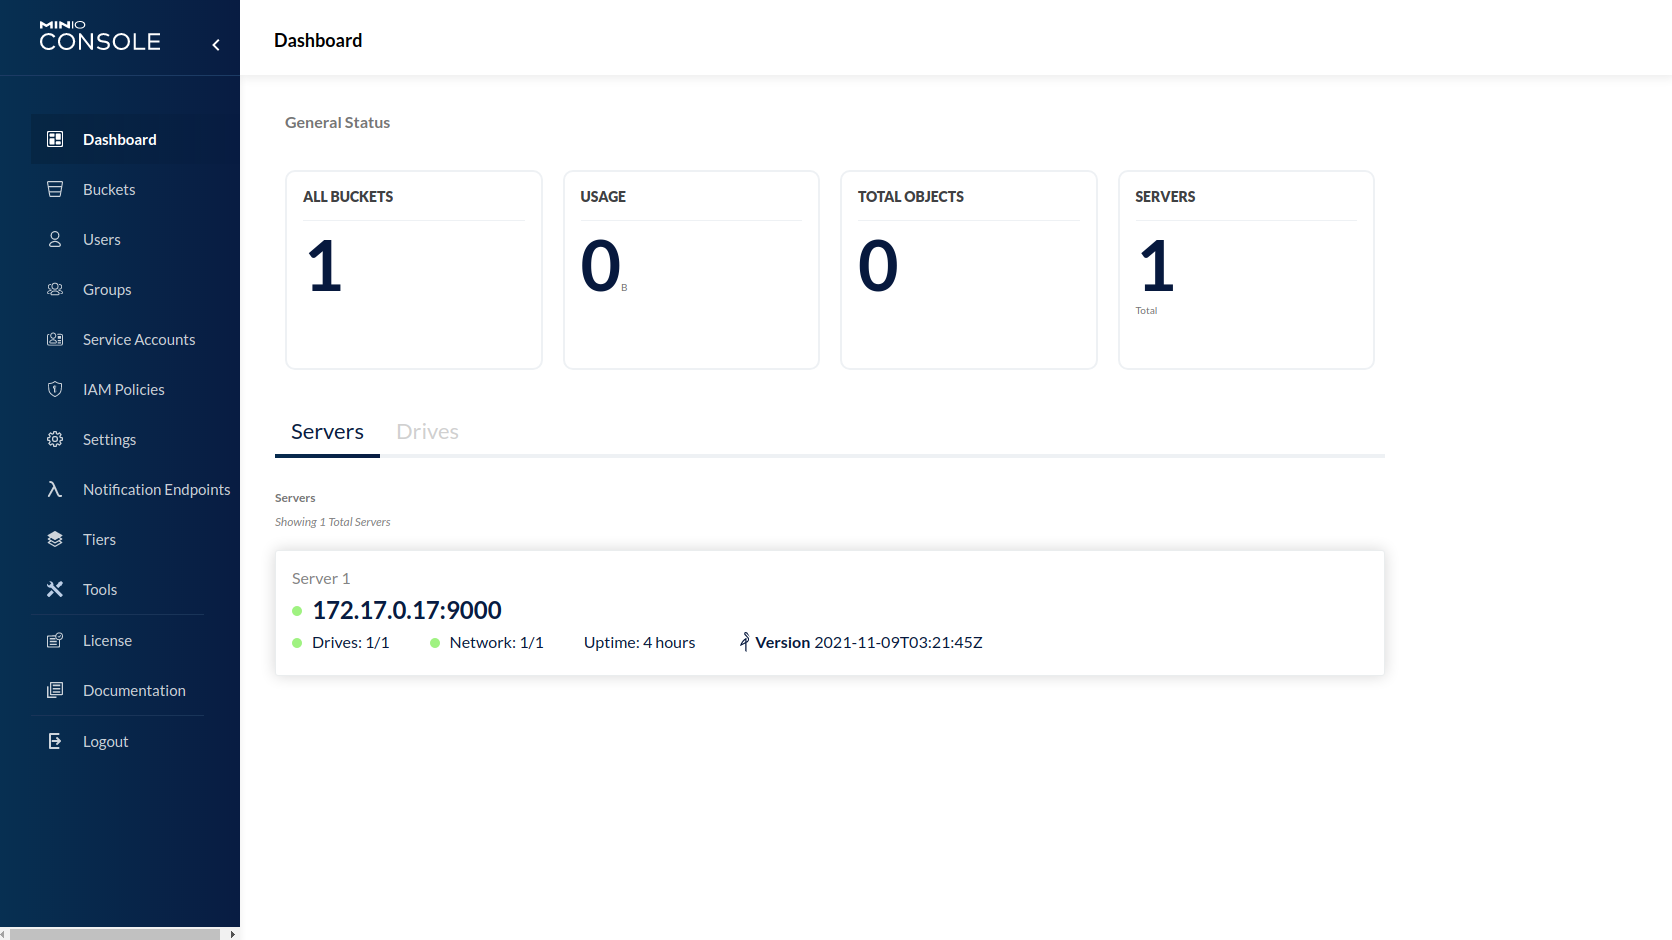 MINIO
CONSOLE
Dashboard
Dashboard
Buckets
Users
Groups
Service Accounts
IAM Policies
Settings
Notification Endpoints
Tiers
Tools
License
Documentation
Logout
General Status
ALL BUCKETS
1
USAGE
0 B
TOTAL OBJECTS
0
SERVERS
1
Total
Servers Drives
Servers
Showing 1 Total Servers
Server 1
172.17.0.17:9000
Drives: 1/1 Network: 1/1 Uptime: 4 hours Version 2021-11-09T03:21:45Z